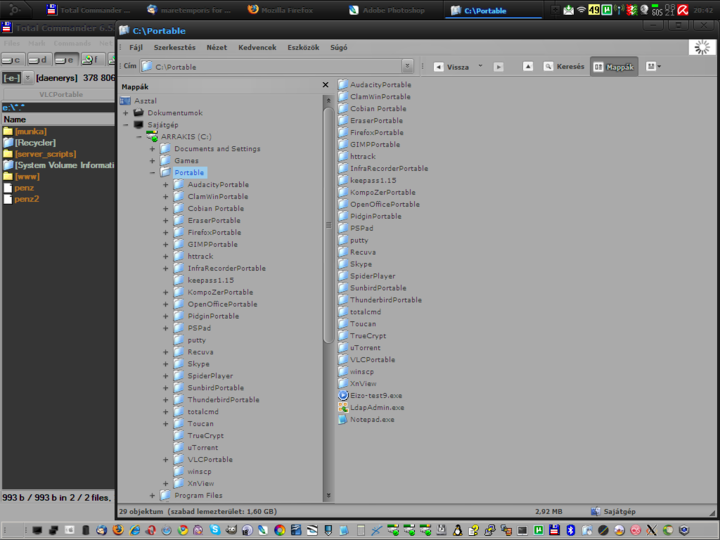 Total Commander ...
maretemporis for ...
Mozilla Firefox
Adobe Photoshop
C:\Portable
49
GDS
21
20:42
Total Commander 6.5
C:\Portable
c
d
e
f
[-e-]
[daenerys] 378 806
VLCPortable
e:\*.*
Name
[munka]
[Recycler]
[server_scripts]
[System Volume Informati
[www]
penz
penz2
993 b / 993 b in 2 / 2 files,
Fájl Szerkesztés Nézet Kedvencek Eszközök Súgó
Cím C:\Portable
Vissza
Keresés
Mappák
Mappák
Asztal
Dokumentumok
Sejátgép
ARRAKIS (C:)
Documents and Settings
Games
Portable
AudacityPortable
ClamWinPortable
Cobian Portable
EraserPortable
FirefoxPortable
GIMPPortable
httrack
InfraRecorderPortable
keepass1.15
KompoZerPortable
OpenOfficePortable
PidginPortable
PSPad
putty
Recuva
Skype
SpiderPlayer
SunbirdPortable
ThunderbirdPortable
totalcmd
Toucan
TrueCrypt
uTorrent
VLCPortable
winscp
XnView
Program Files
AudacityPortable
ClamWinPortable
Cobian Portable
EraserPortable
FirefoxPortable
GIMPPortable
httrack
InfraRecorderPortable
keepass1.15
KompoZerPortable
OpenOfficePortable
PidginPortable
PSPad
putty
Recuva
Skype
SpiderPlayer
SunbirdPortable
ThunderbirdPortable
totalcmd
Toucan
TrueCrypt
uTorrent
VLCPortable
winscp
XnView
Eizo-test9.exe
LdapAdmin.exe
Notepad.exe
29 objektum (szabad lemezterület: 1,60 GB)
2,92 MB
Sajátgép